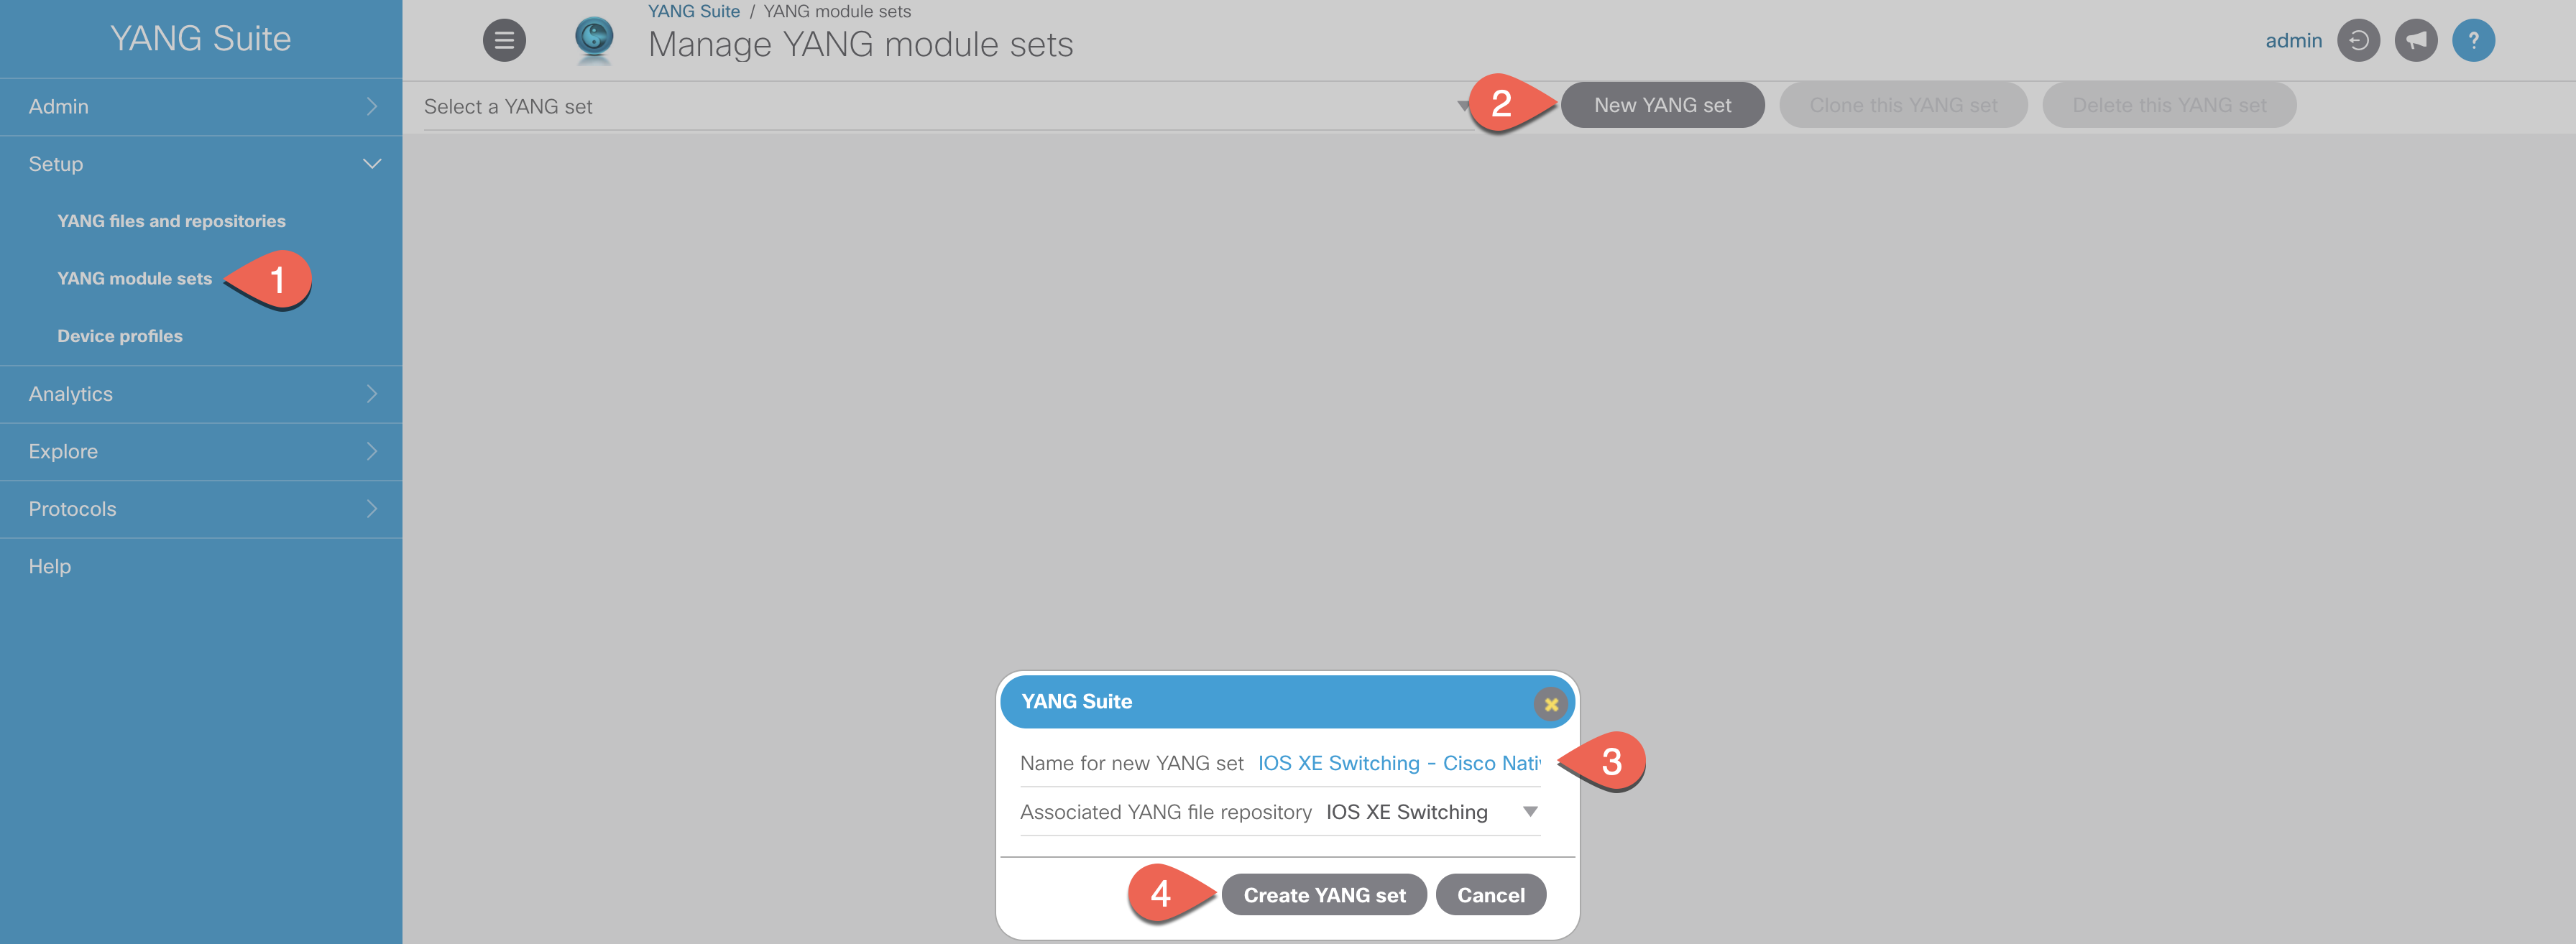 YANG Suite
Admin
Setup
YANG files and repositories
YANG module sets
1
Device profiles
Analytics
Explore
Protocols
Help
YANG Suite / YANG module sets
Manage YANG module sets
admin
?
Select a YANG set
2
New YANG set
Clone this YANG set
Delete this YANG set
YANG Suite
Name for new YANG set IOS XE Switching - Cisco Nati
3
Associated YANG file repository IOS XE Switching
4
Create YANG set
Cancel